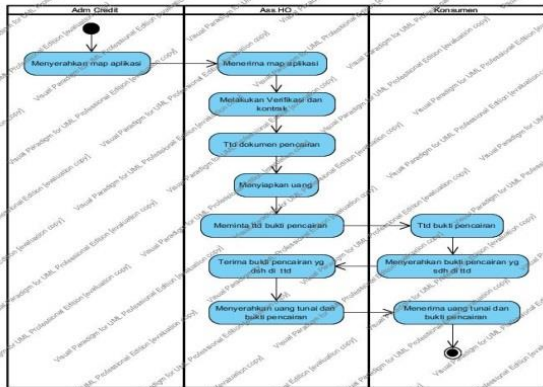 Adm Credit
Ass.HO
Konsumen
Menyerahkan map aplikasi
Menerima map aplikasi
Melakukan Verifikasi dan
kontrak
Ttd dokumen pencairan
Menyiapkan uang
Meminta ttd bukti pencairan
Ttd bukti pencairan
Terima bukti pencairan yg
dsh di ttd
Menyerahkan bukti pencairan yg
sdh di ttd
Menyerahkan uang tunai dan
bukti pencairan
Menerima uang tunai dan
bukti pencairan
Visual Paradigm for UML Professional Edition [evaluation copy]